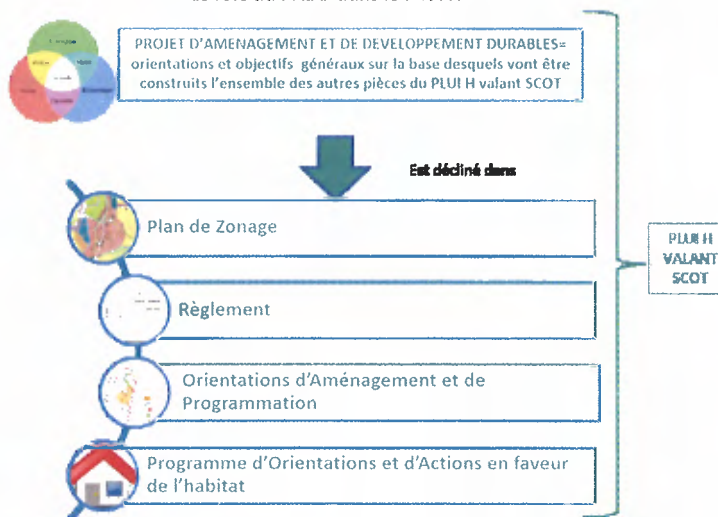 PROJET D'AMENAGEMENT ET DE DEVELOPPEMENT DURABLES=
orientations et objectifs généraux sur la base desquels vont être
construits l'ensemble des autres pièces du PLUI H valant SCOT
Est décliné dans
Plan de Zonage
Règlement
Orientations d'Aménagement et de
Programmation
Programme d'Orientations et d'Actions en faveur
de l'habitat
PLUI H
VALANT
SCOT